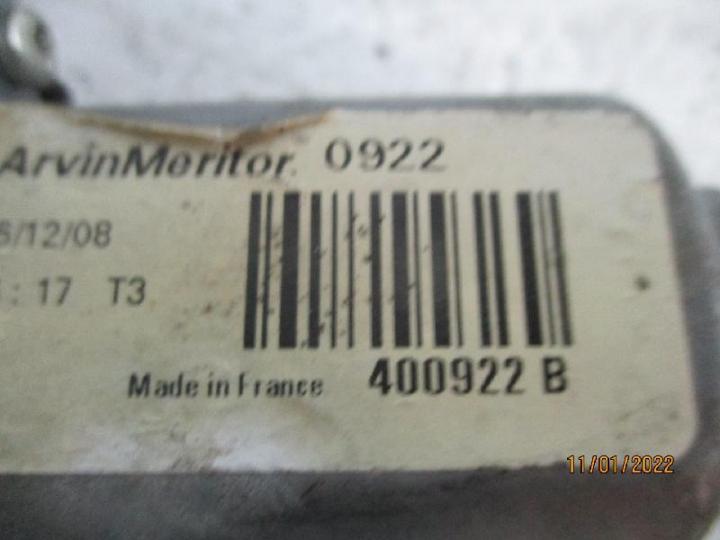 ArvinMeritor. 0922
6/12/08
: 17 T3
Made in France 400922 B
11/01/2022